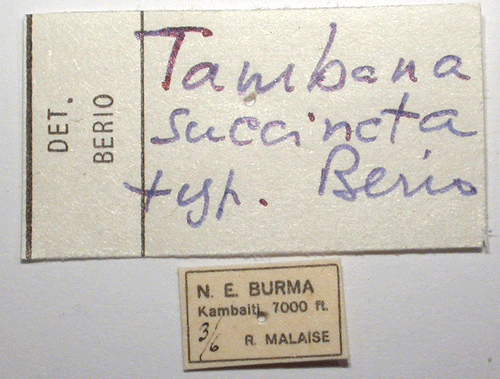 DET.
BERIO
Tambana
succincta
typ. Berio
N. E. BURMA
Kambaiti, 7000 ft.
3/6 R. MALAISE